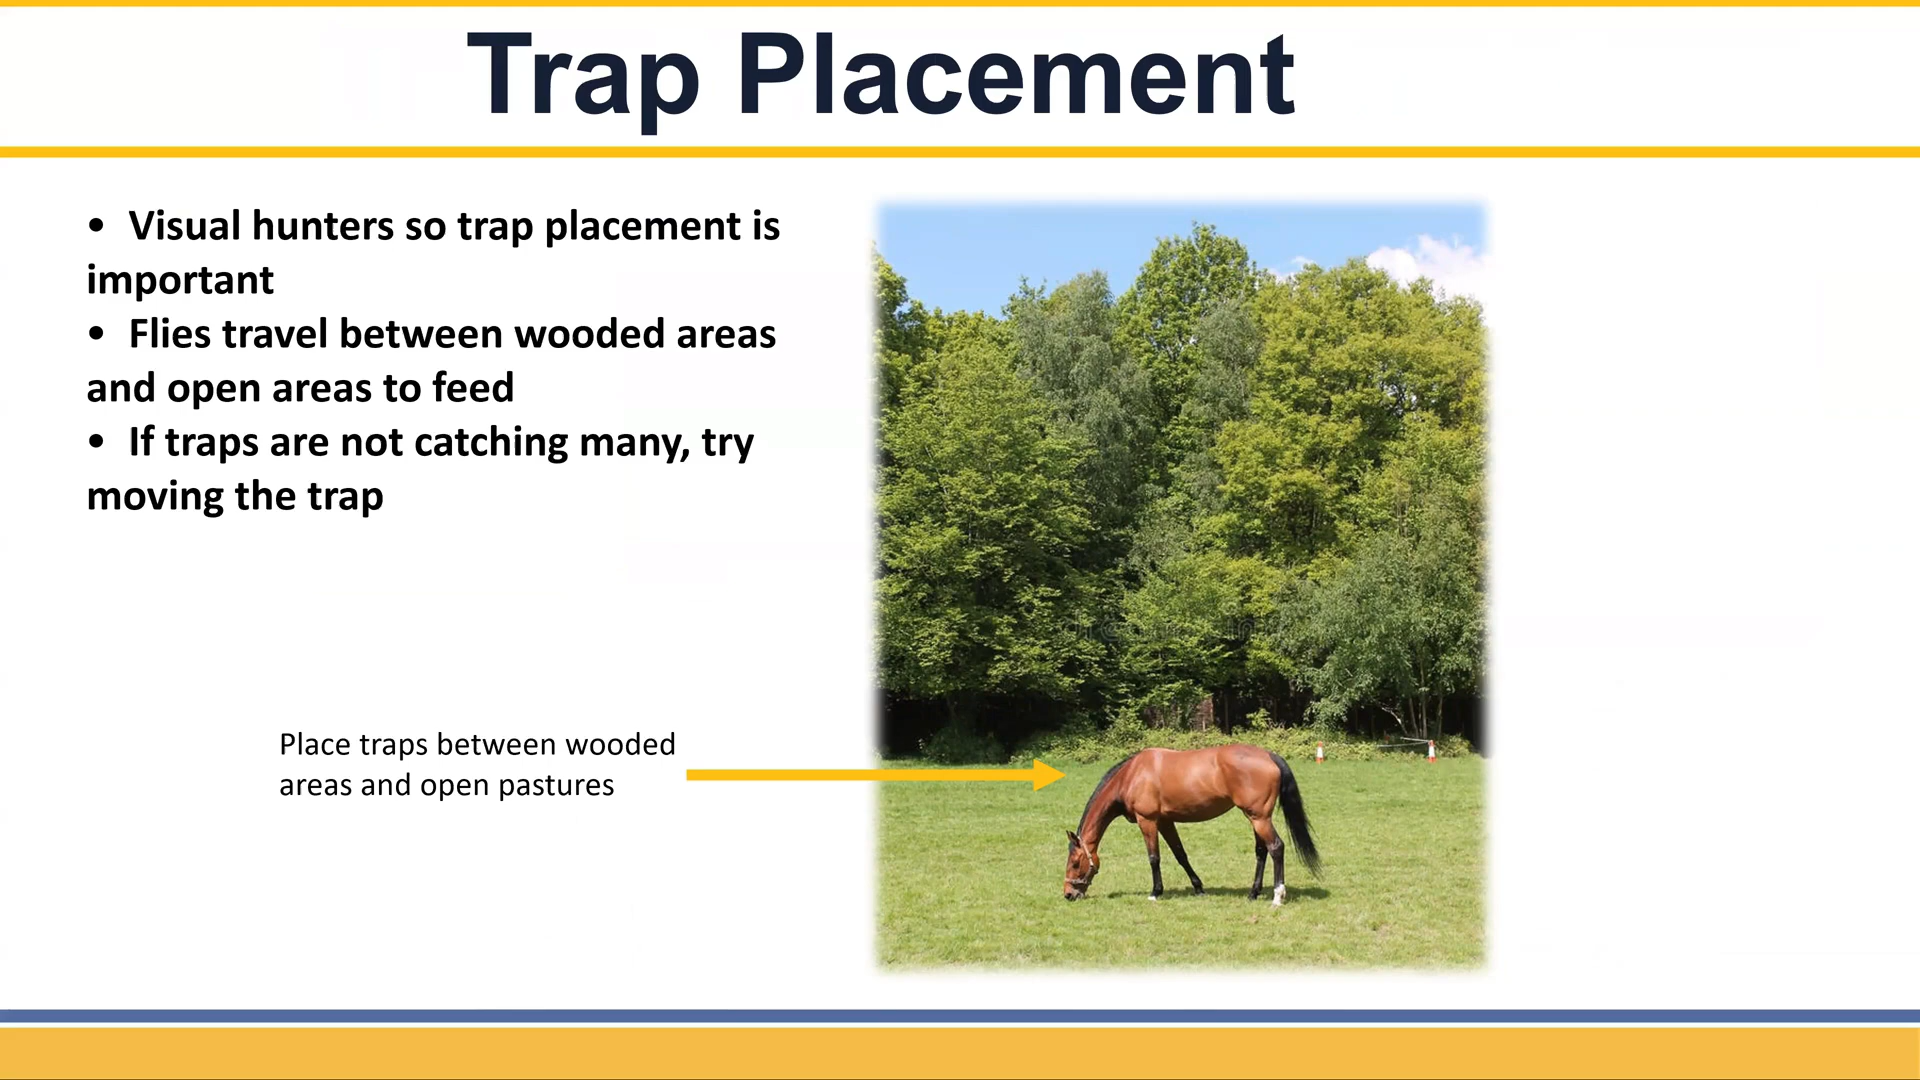 Trap Placement
• Visual hunters so trap placement is
important
• Flies travel between wooded areas
and open areas to feed
• If traps are not catching many, try
moving the trap
Place traps between wooded
areas and open pastures